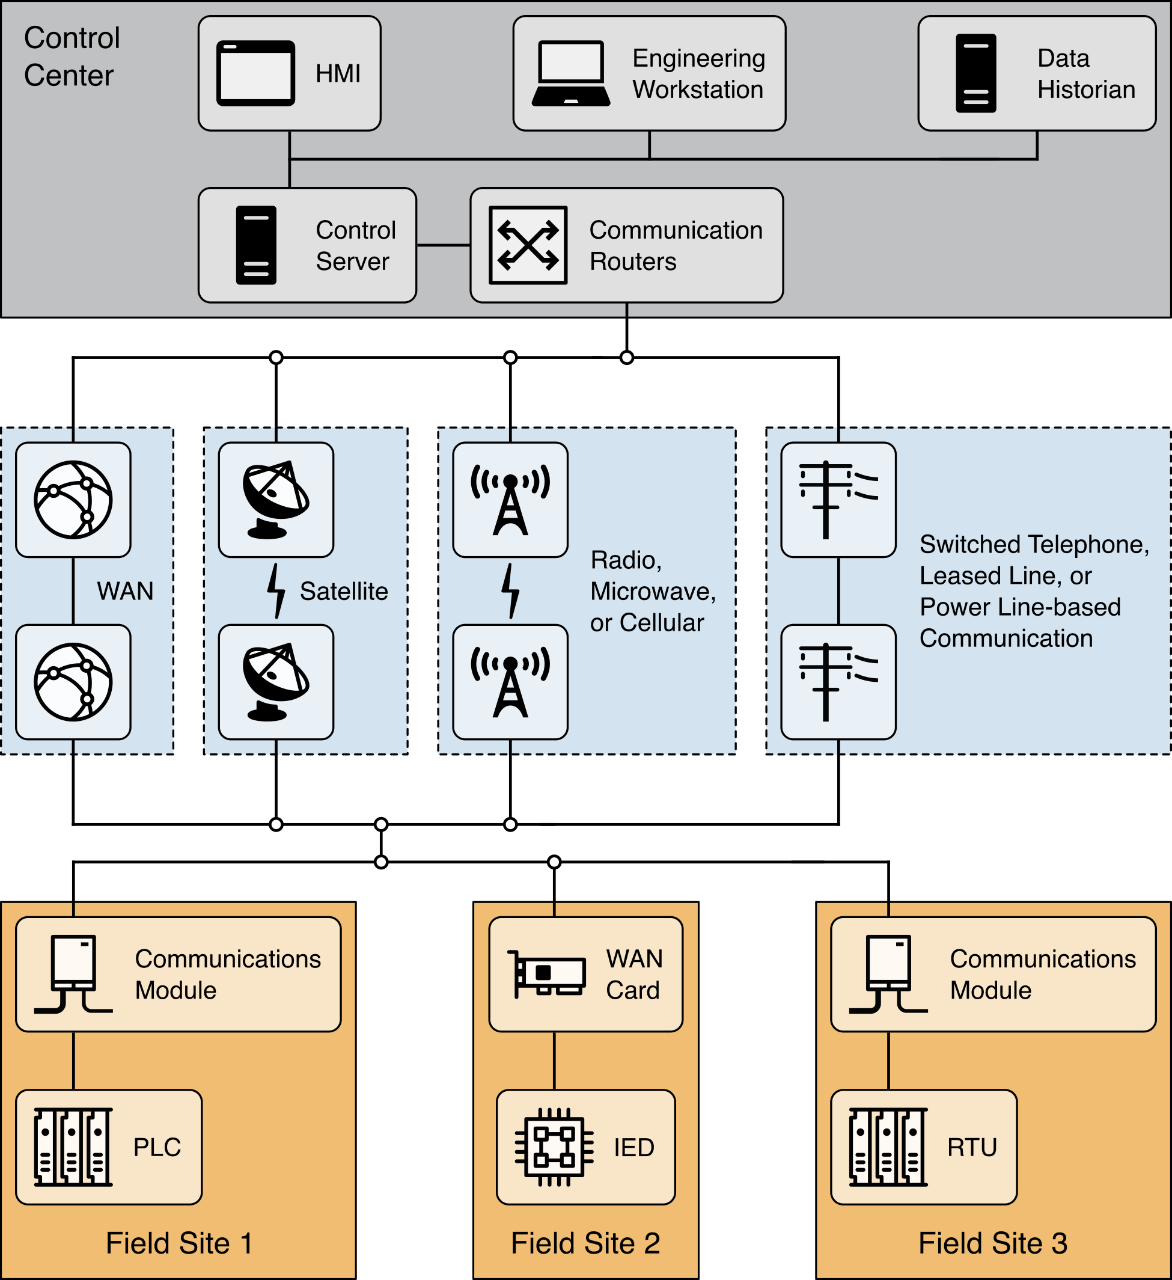 Control
Center
HMI
Engineering
Workstation
Data
Historian
Control
Server
Communication
Routers
WAN
Satellite
Radio,
Microwave,
or Cellular
Switched Telephone,
Leased Line, or
Power Line-based
Communication
Communications
Module
PLC
Field Site 1
WAN
Card
IED
Field Site 2
Communications
Module
RTU
Field Site 3